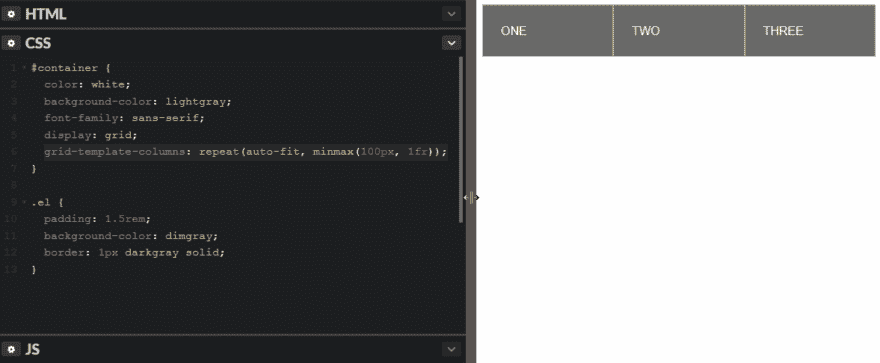 HTML
CSS
1 #container {
2 color: white;
3 background-color: lightgray;
4 font-family: sans-serif;
5 display: grid;
6 grid-template-columns: repeat(auto-fit, minmax(100px, 1fr));
7 }
8
9 .el {
10 padding: 1.5rem;
11 background-color: dimgray;
12 border: 1px darkgray solid;
13 }
JS
ONE TWO THREE